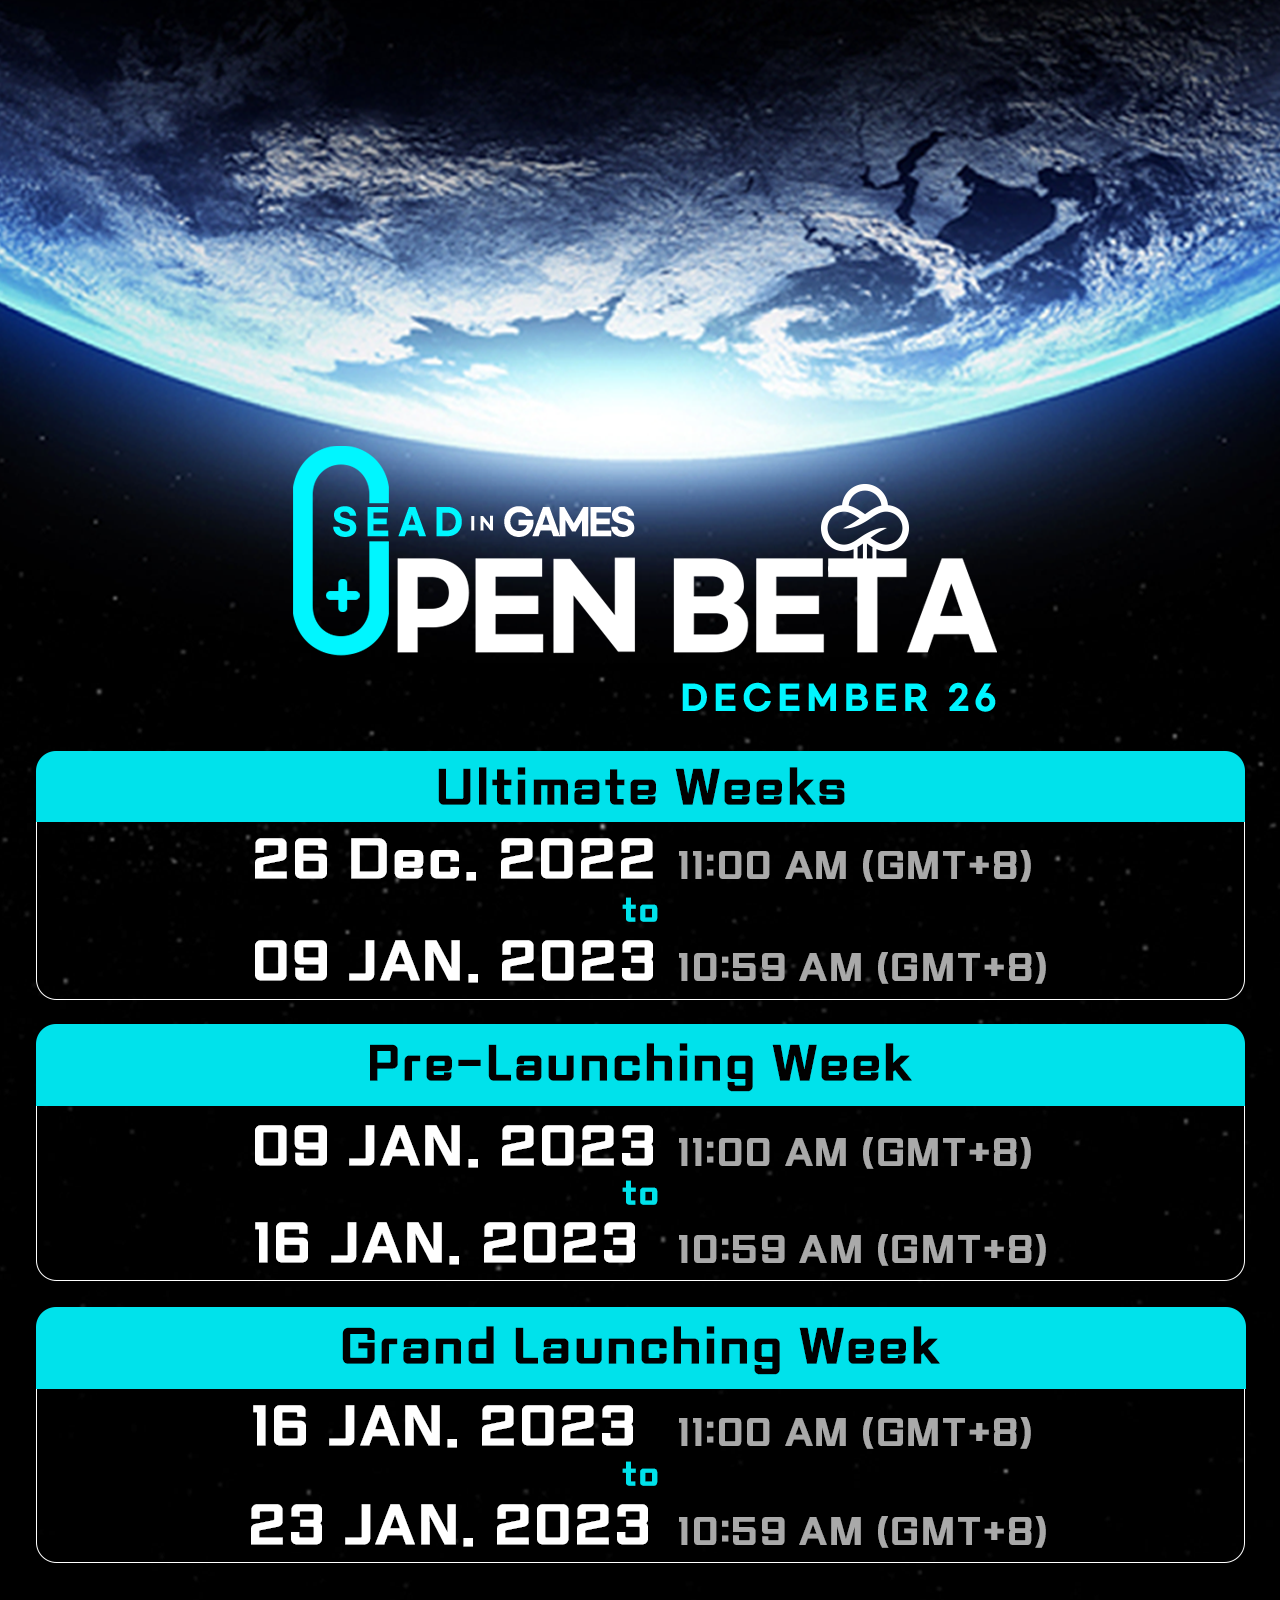 SEAD IN GAMES
OPEN BETA
DECEMBER 26
Ultimate Weeks
26 Dec. 2022 11:00 AM (GMT+8)
to
09 JAN. 2023 10:59 AM (GMT+8)
Pre-Launching Week
09 JAN. 2023 11:00 AM (GMT+8)
to
16 JAN. 2023 10:59 AM (GMT+8)
Grand Launching Week
16 JAN. 2023 11:00 AM (GMT+8)
to
23 JAN. 2023 10:59 AM (GMT+8)